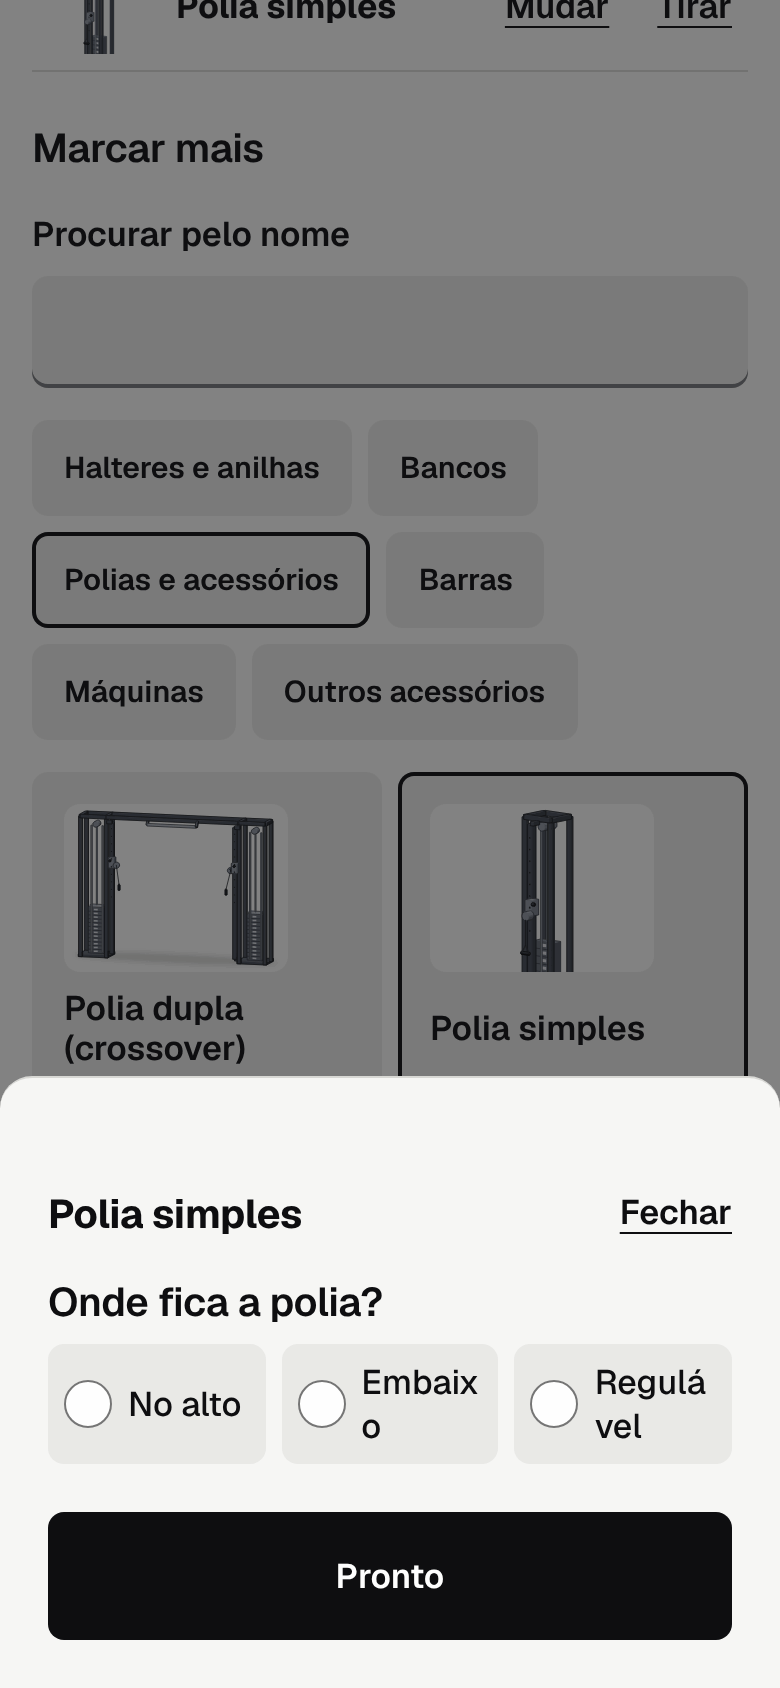 Polia simples Mudar Tirar
Marcar mais
Procurar pelo nome
Halteres e anilhas Bancos
Polias e acessórios Barras
Máquinas Outros acessórios
Polia dupla
(crossover)
Polia simples
Polia simples Fechar
Onde fica a polia?
No alto
Embaix
o
Regulá
vel
Pronto